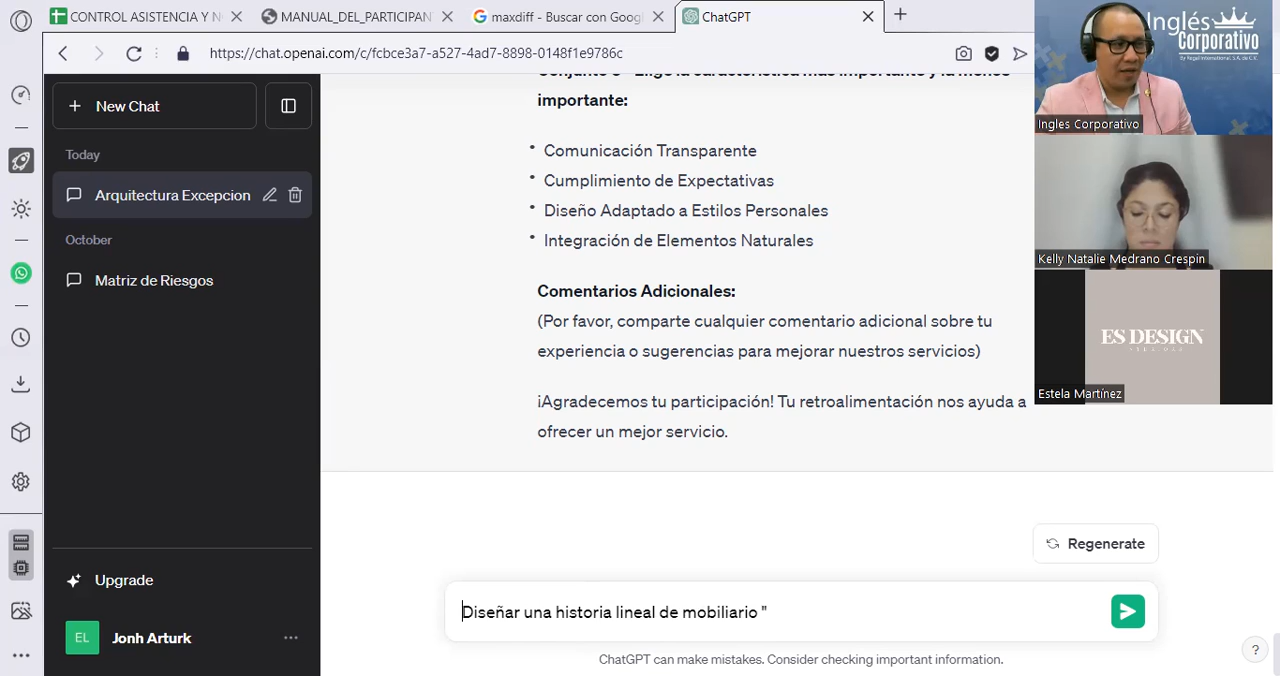 CONTROL ASISTENCIA Y N
MANUAL_DEL_PARTICIPAN
maxdiff - Buscar con Googl
ChatGPT
https://chat.openai.com/c/fcbce3a7-a527-4ad7-8898-0148f1e9786c
Inglés
Corporativo
By Regal International, S.A. de C.V.
Ingles Corporativo
Kelly Natalie Medrano Crespin
ES DESIGN
Estela Martínez
New Chat
Today
Arquitectura Excepcion
October
Matriz de Riesgos
Upgrade
EL
Jonh Arturk
importante:
Comunicación Transparente
Cumplimiento de Expectativas
Diseño Adaptado a Estilos Personales
Integración de Elementos Naturales
Comentarios Adicionales:
(Por favor, comparte cualquier comentario adicional sobre tu
experiencia o sugerencias para mejorar nuestros servicios)
¡Agradecemos tu participación! Tu retroalimentación nos ayuda a
ofrecer un mejor servicio.
Regenerate
Diseñar una historia lineal de mobiliario "
ChatGPT can make mistakes. Consider checking important information.
?